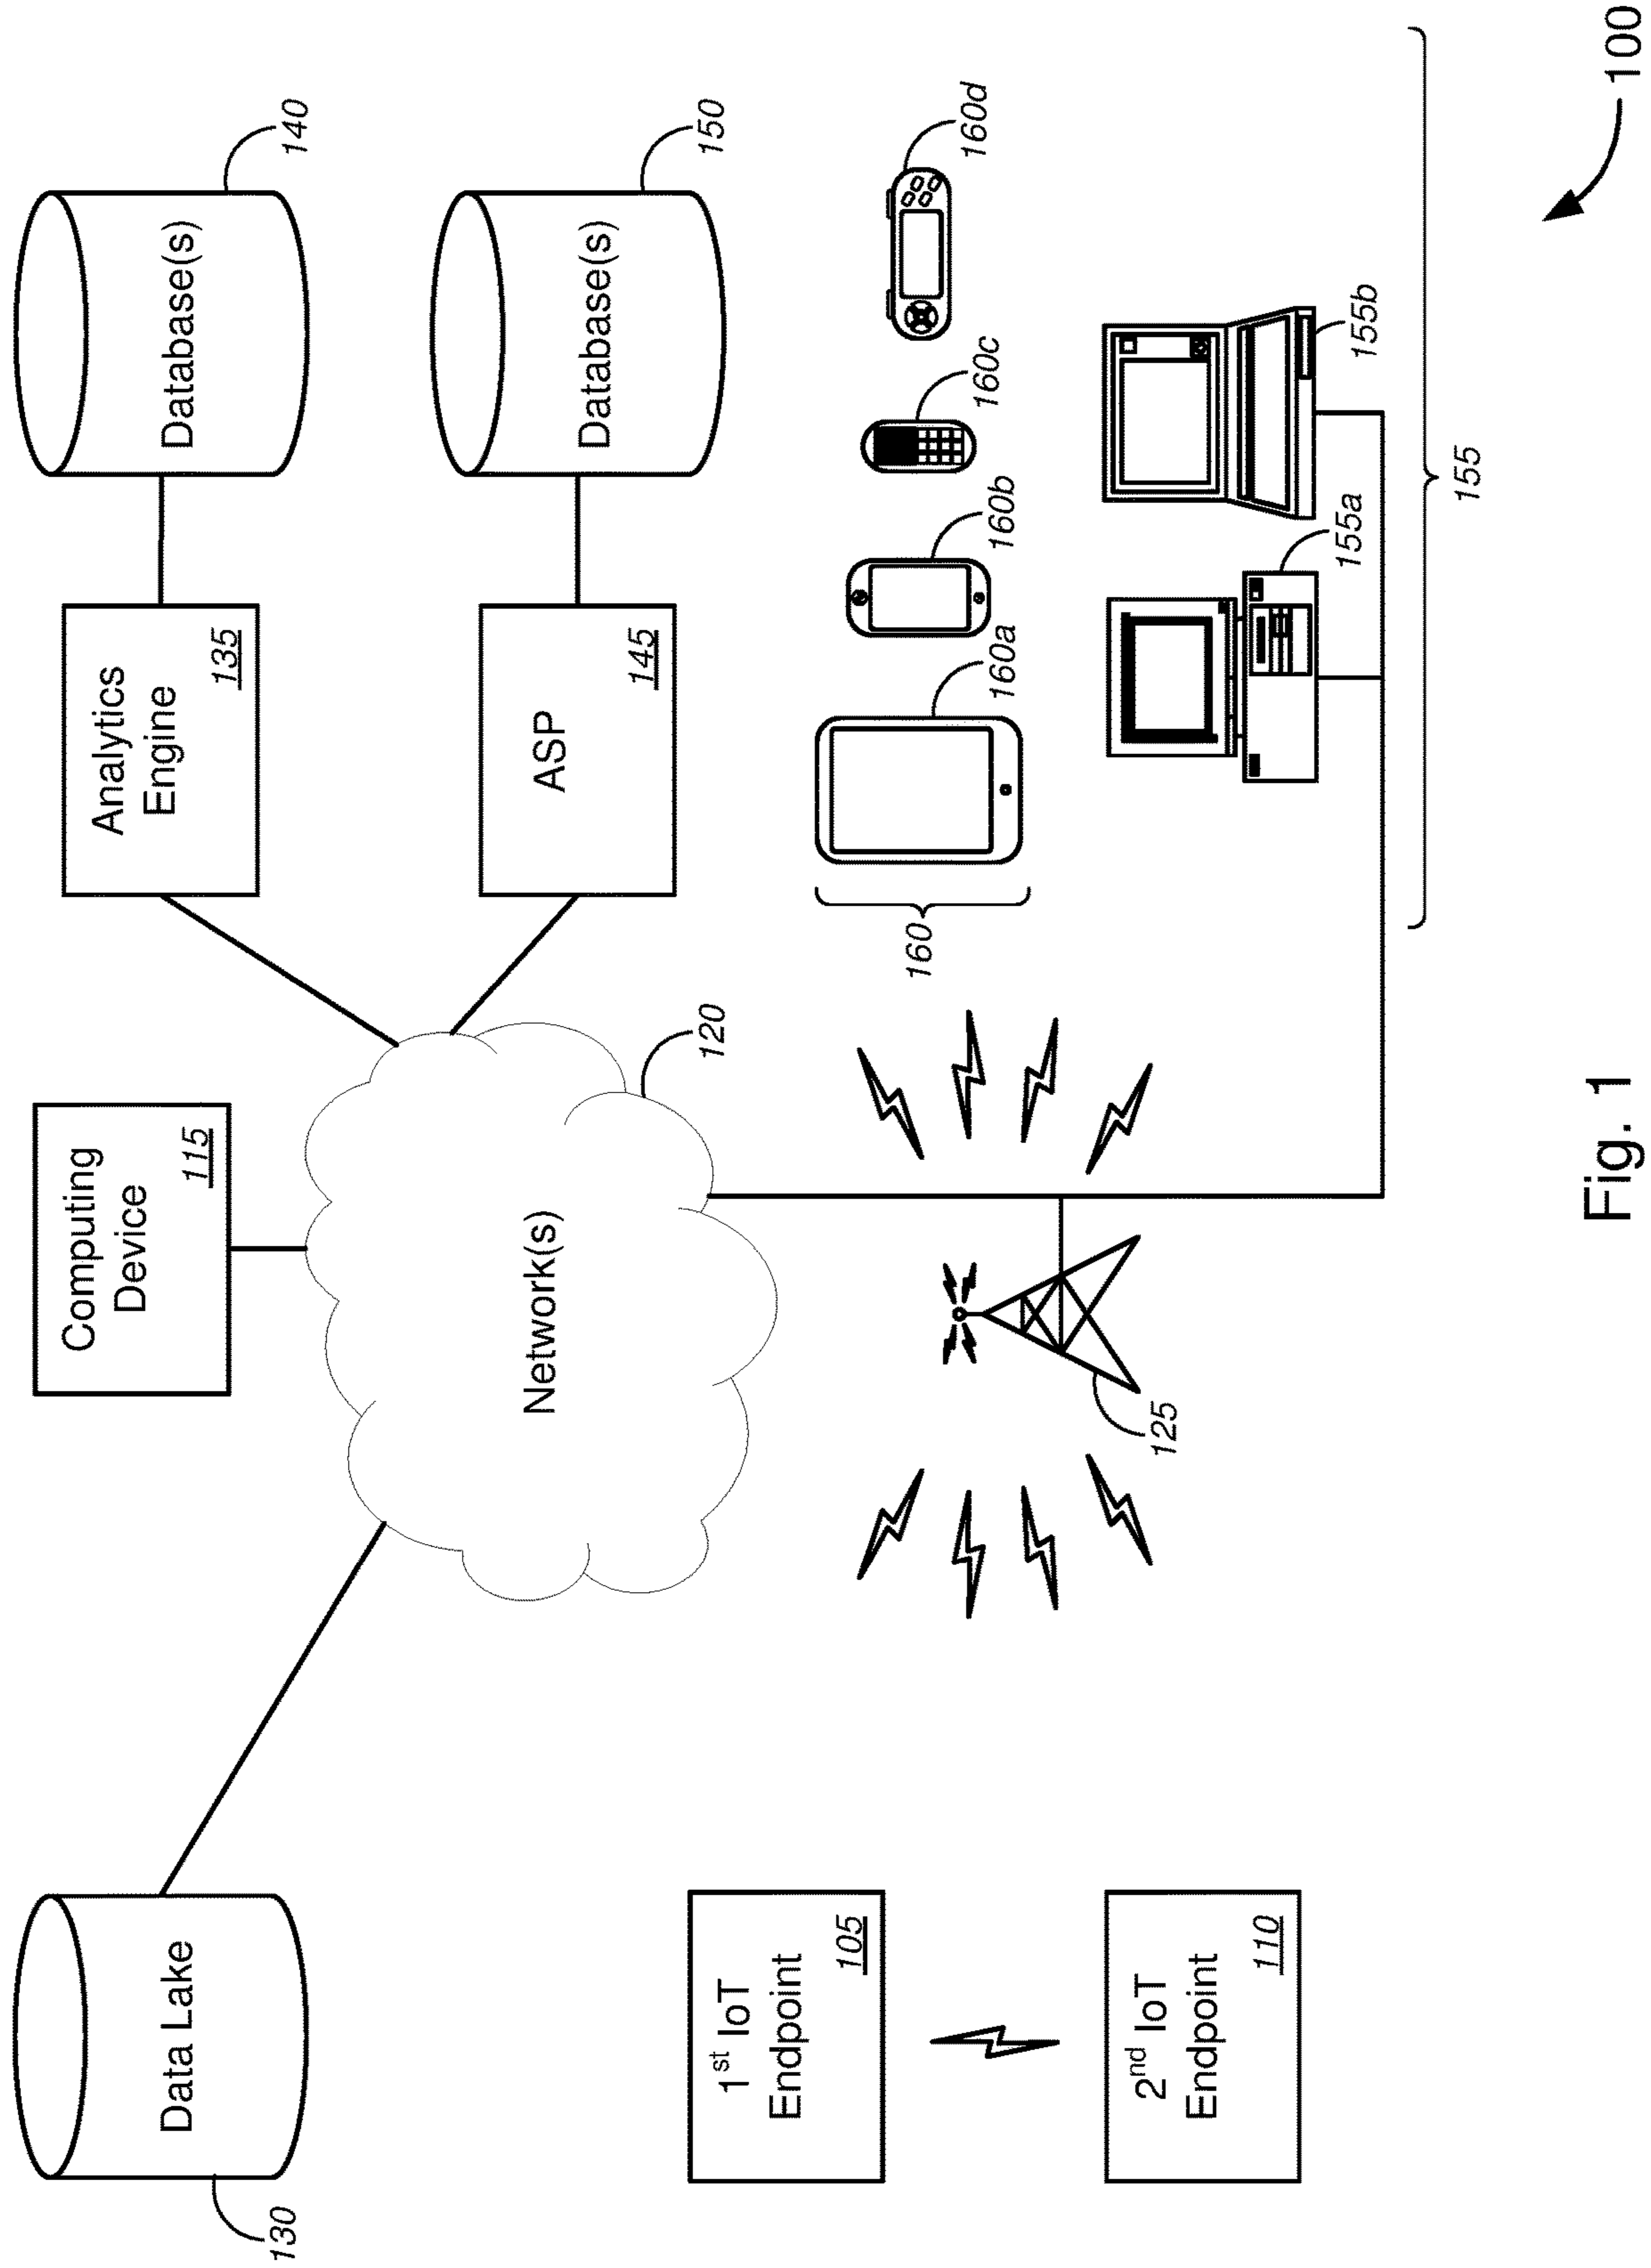 130
Data Lake
Computing
Device
115
Analytics
Engine
135
Database(s)
140
Network(s)
120
ASP
145
Database(s)
150
1st IoT
Endpoint
105
2nd IoT
Endpoint
110
125
160
160a
160b
160c
160d
155a
155b
155
100
Fig. 1